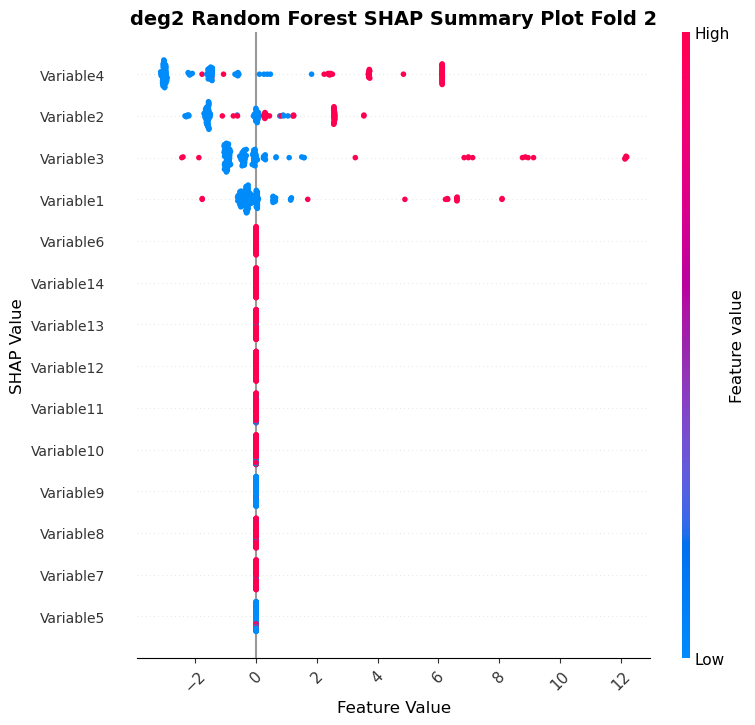 deg2 Random Forest SHAP Summary Plot Fold 2
High
Variable4
Variable2
Variable3
Variable1
Variable6
Variable14
Variable13
Variable12
Variable11
Variable10
Variable9
Variable8
Variable7
Variable5
SHAP Value
Feature value
Low
−2 0 2 4 6 8 10 12
Feature Value